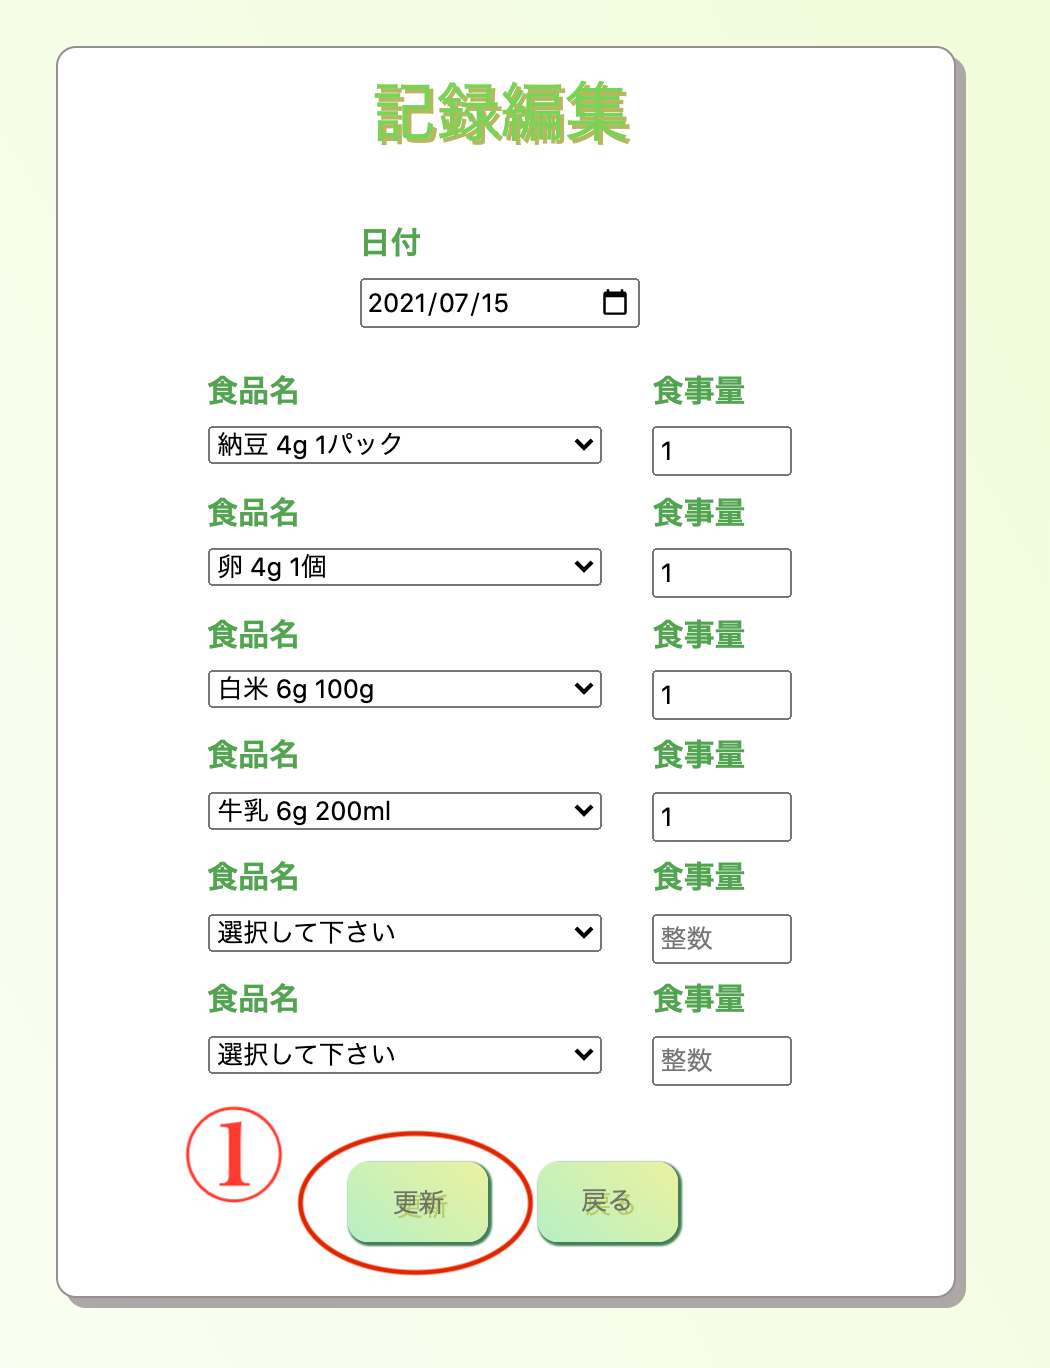 記録編集
日付
2021/07/15
食品名 食事量
納豆 4g 1パック 1
食品名 食事量
卵 4g 1個 1
食品名 食事量
白米 6g 100g 1
食品名 食事量
牛乳 6g 200ml 1
食品名 食事量
選択して下さい 整数
食品名 食事量
選択して下さい 整数
① 更新 戻る